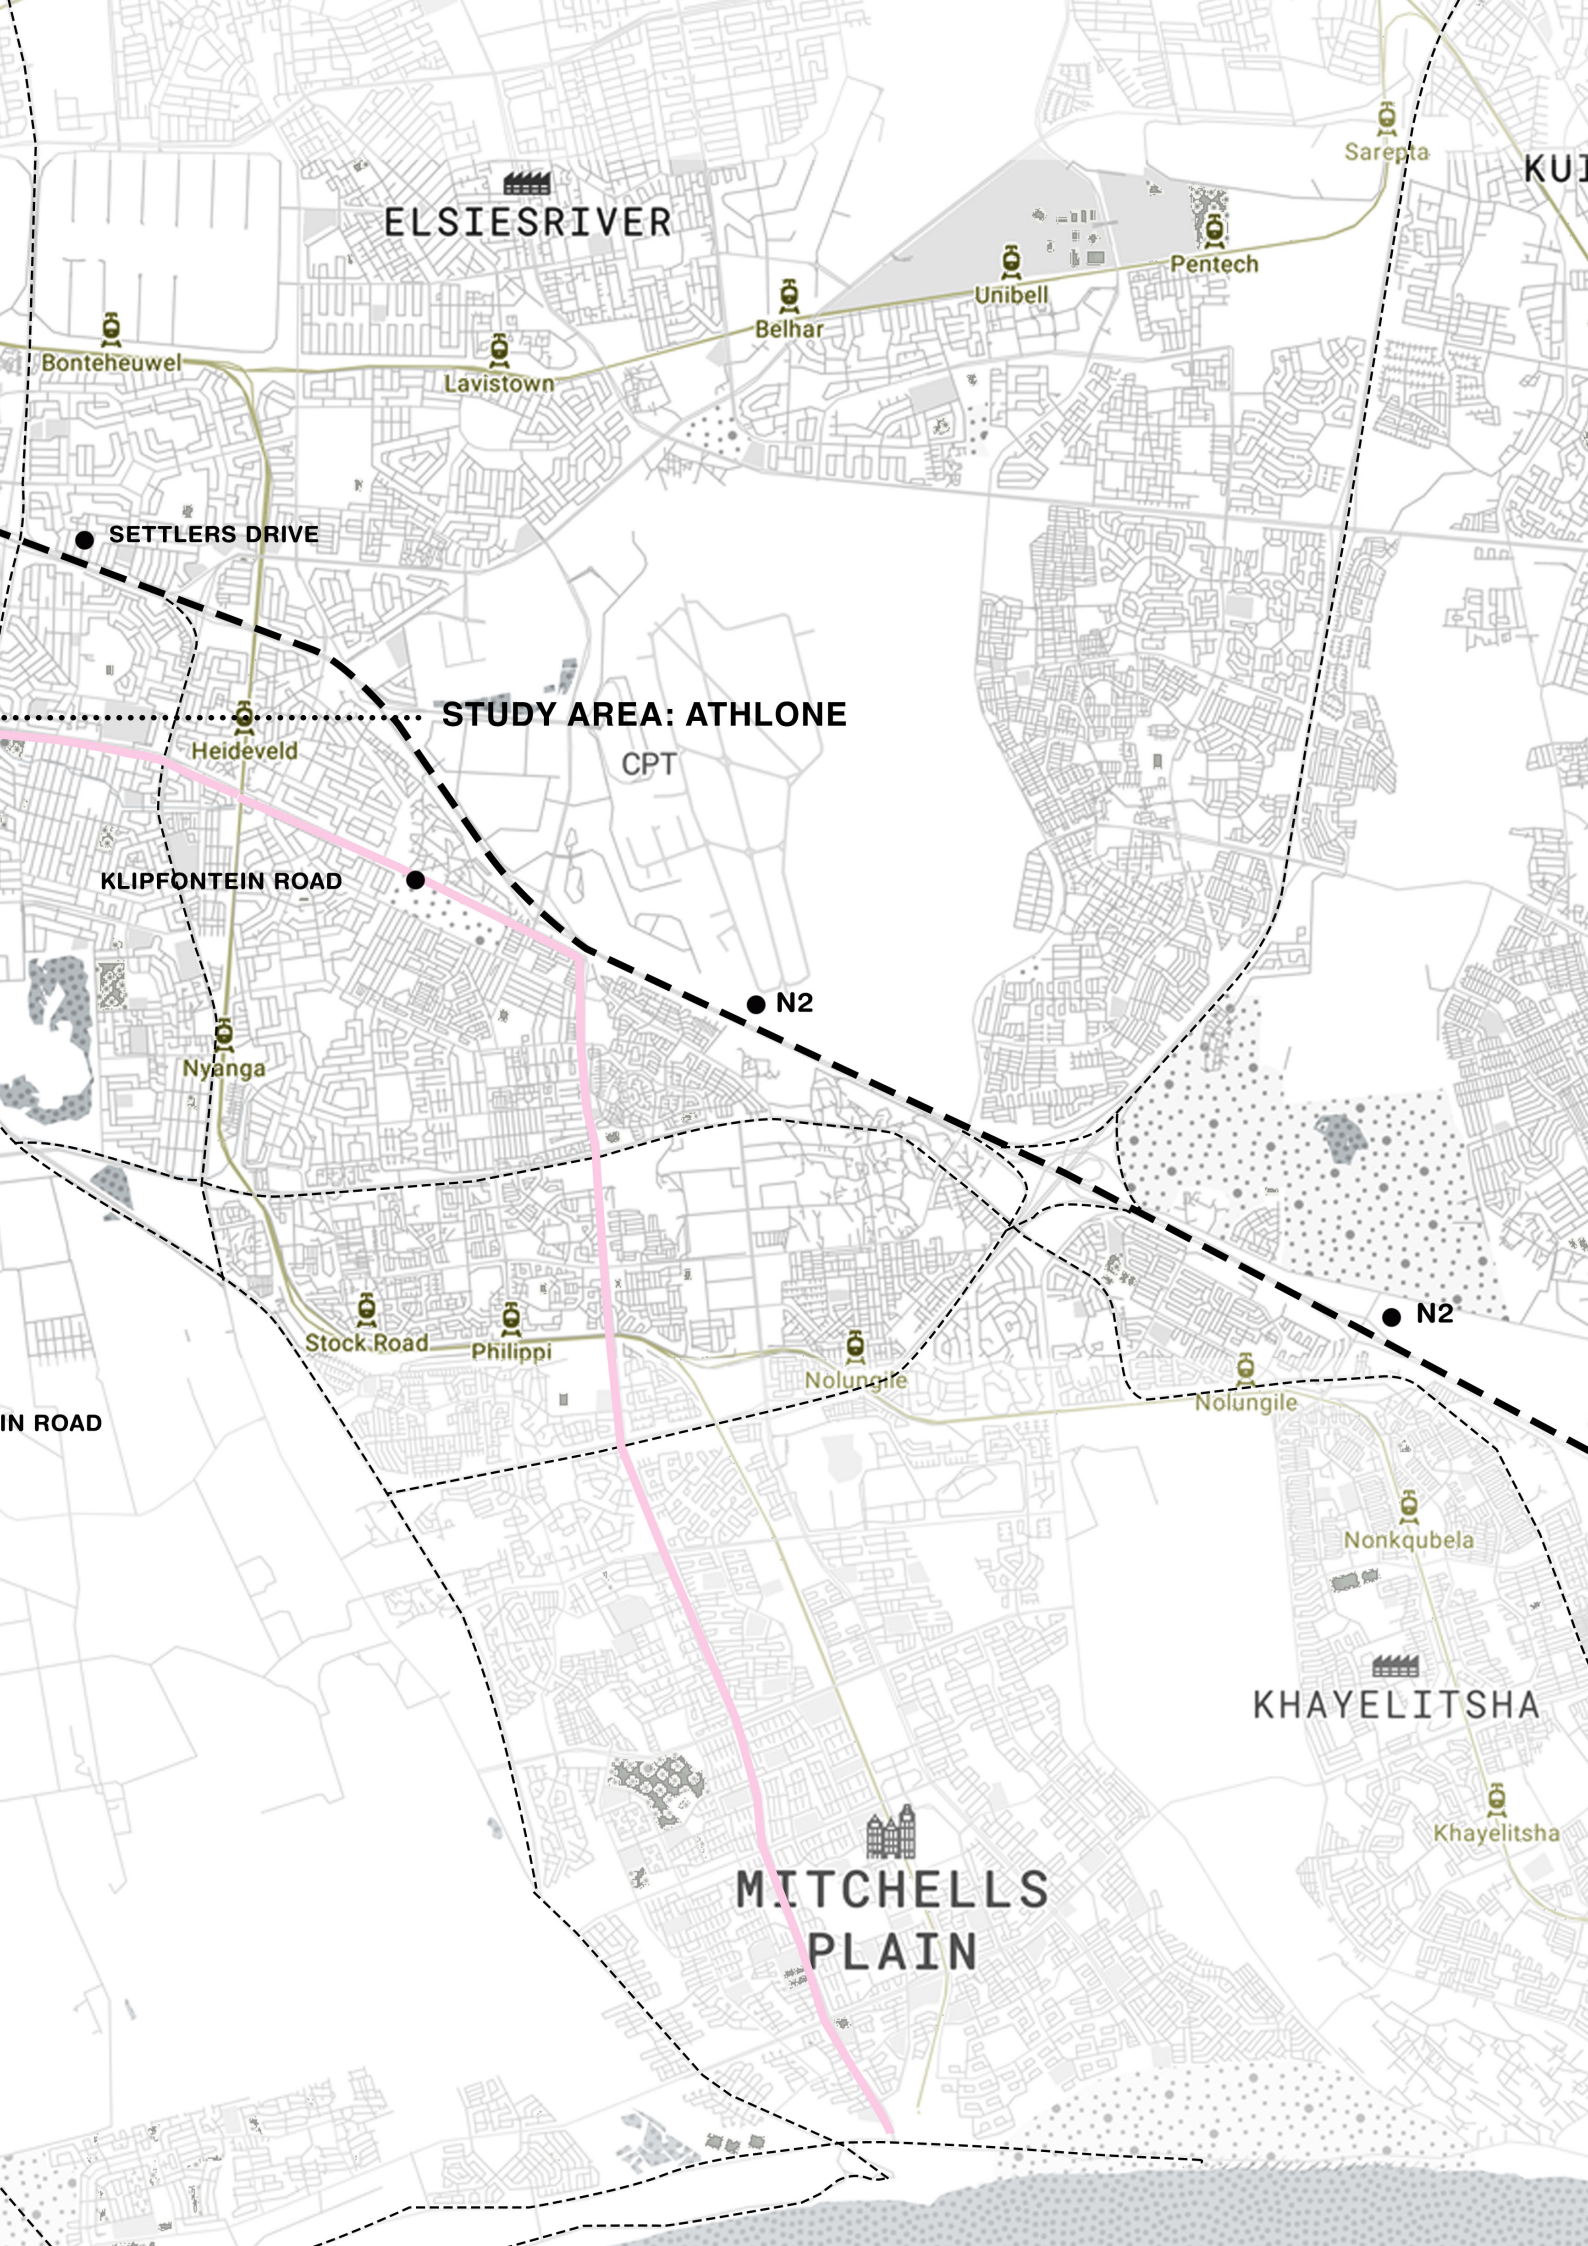 Sarepta
KUI
ELSIESRIVER
Pentech
Unibell
Belhar
Bonteheuwel
Lavistown
SETTLERS DRIVE
STUDY AREA: ATHLONE
Heideveld
CPT
KLIPFONTEIN ROAD
N2
Nyanga
N2
Stock Road
Philippi
Nolungile
Nolungile
IN ROAD
Nonkqubela
KHAYELITSHA
Khayelitsha
MITCHELLS
PLAIN